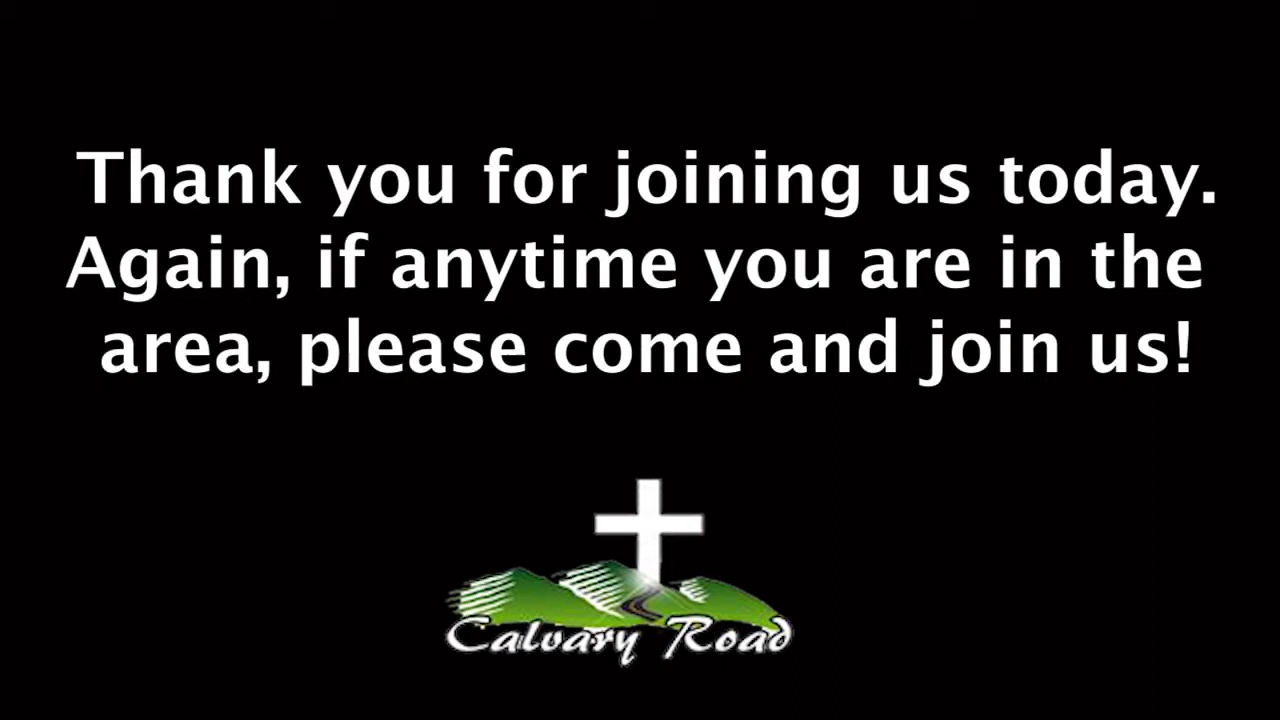 Thank you for joining us today.
Again, if anytime you are in the
area, please come and join us!
Calvary Road